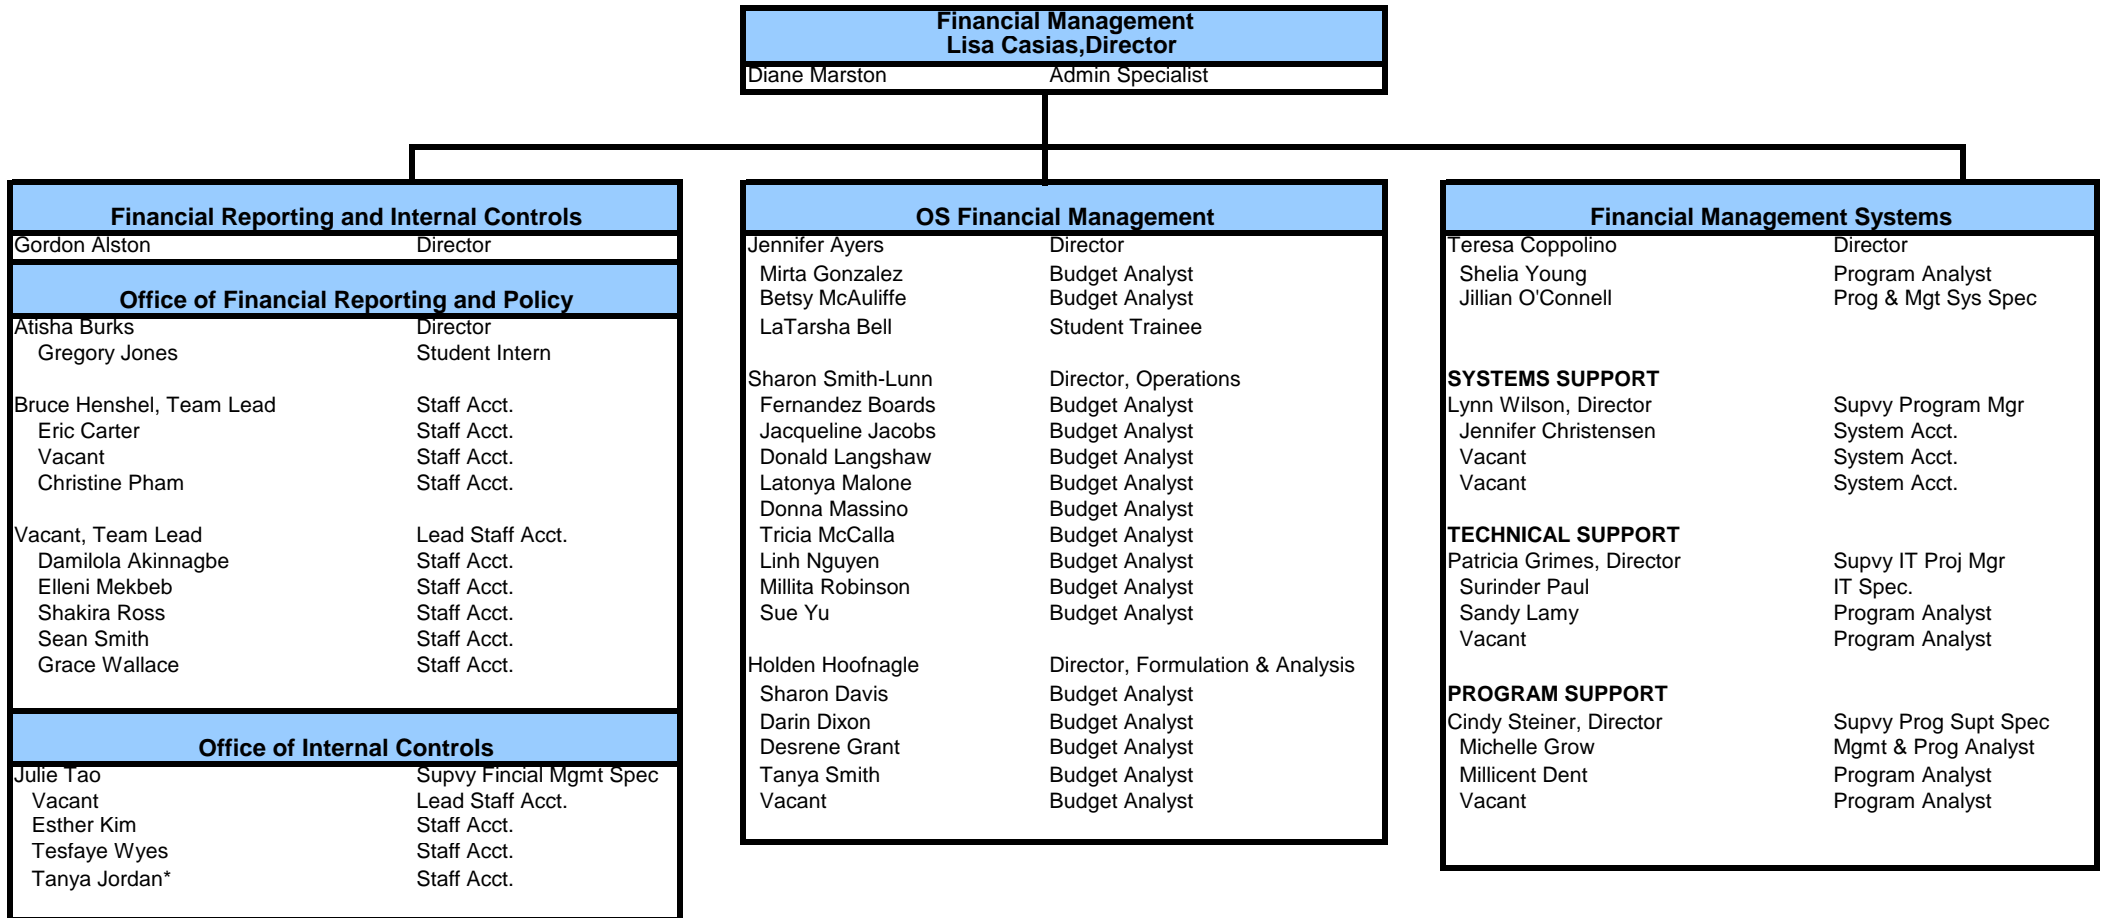 Financial Management
Lisa Casias,Director
Diane Marston Admin Specialist
Financial Reporting and Internal Controls
Gordon Alston Director
Office of Financial Reporting and Policy
Atisha Burks Director
Gregory Jones Student Intern
Bruce Henshel, Team Lead Staff Acct.
Eric Carter Staff Acct.
Vacant Staff Acct.
Christine Pham Staff Acct.
Vacant, Team Lead Lead Staff Acct.
Damilola Akinnagbe Staff Acct.
Elleni Mekbeb Staff Acct.
Shakira Ross Staff Acct.
Sean Smith Staff Acct.
Grace Wallace Staff Acct.
Office of Internal Controls
Julie Tao Supvy Fincial Mgmt Spec
Vacant Lead Staff Acct.
Esther Kim Staff Acct.
Tesfaye Wyes Staff Acct.
Tanya Jordan* Staff Acct.
OS Financial Management
Jennifer Ayers Director
Mirta Gonzalez Budget Analyst
Betsy McAuliffe Budget Analyst
LaTarsha Bell Student Trainee
Sharon Smith-Lunn Director, Operations
Fernandez Boards Budget Analyst
Jacqueline Jacobs Budget Analyst
Donald Langshaw Budget Analyst
Latonya Malone Budget Analyst
Donna Massino Budget Analyst
Tricia McCalla Budget Analyst
Linh Nguyen Budget Analyst
Millita Robinson Budget Analyst
Sue Yu Budget Analyst
Holden Hoofnagle Director, Formulation & Analysis
Sharon Davis Budget Analyst
Darin Dixon Budget Analyst
Desrene Grant Budget Analyst
Tanya Smith Budget Analyst
Vacant Budget Analyst
Financial Management Systems
Teresa Coppolino Director
Shelia Young Program Analyst
Jillian O'Connell Prog & Mgt Sys Spec
SYSTEMS SUPPORT
Lynn Wilson, Director Supvy Program Mgr
Jennifer Christensen System Acct.
Vacant System Acct.
Vacant System Acct.
TECHNICAL SUPPORT
Patricia Grimes, Director Supvy IT Proj Mgr
Surinder Paul IT Spec.
Sandy Lamy Program Analyst
Vacant Program Analyst
PROGRAM SUPPORT
Cindy Steiner, Director Supvy Prog Supt Spec
Michelle Grow Mgmt & Prog Analyst
Millicent Dent Program Analyst
Vacant Program Analyst